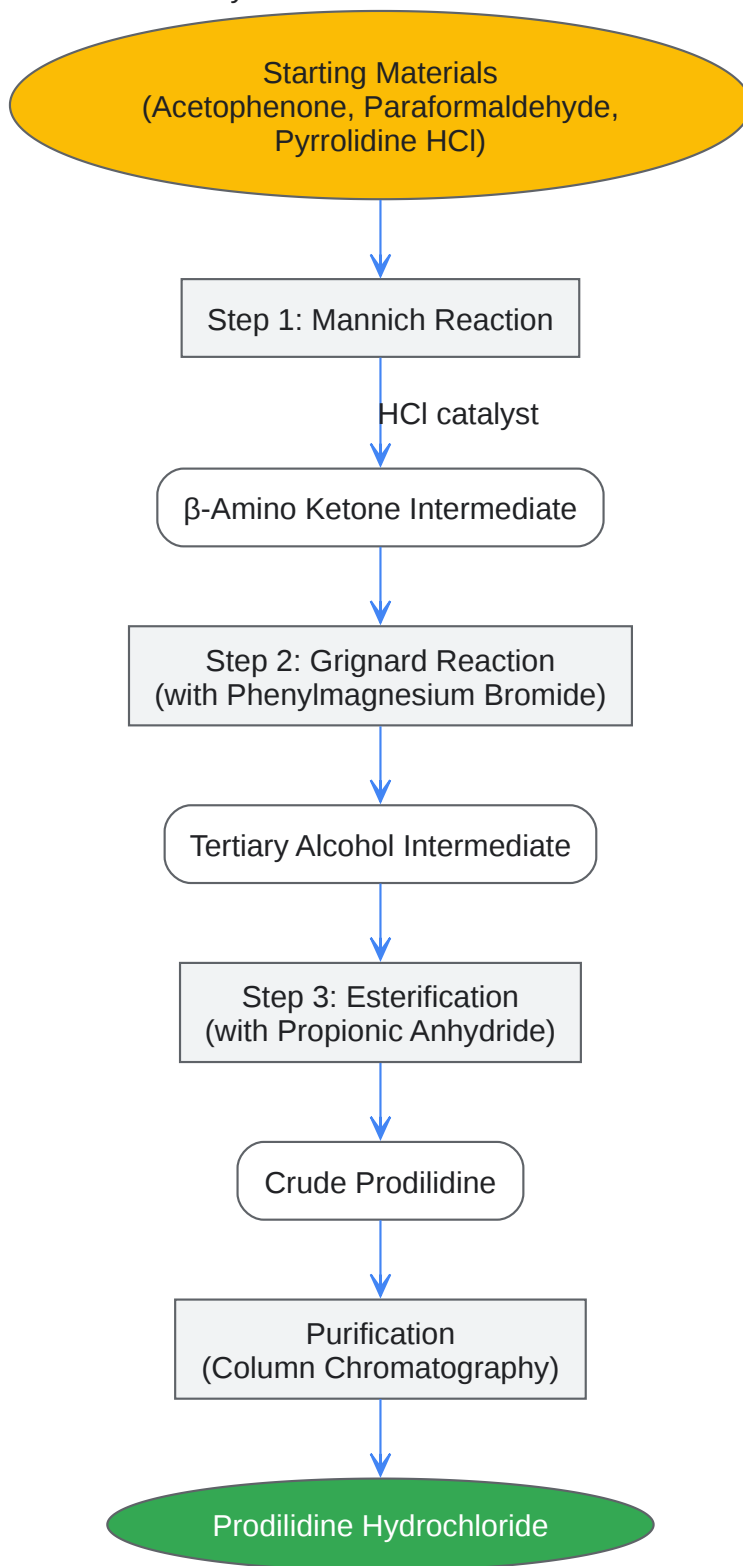 Starting Materials
(Acetophenone, Paraformaldehyde,
Pyrrolidine HCl)
Step 1: Mannich Reaction
HCl catalyst
β-Amino Ketone Intermediate
Step 2: Grignard Reaction
(with Phenylmagnesium Bromide)
Tertiary Alcohol Intermediate
Step 3: Esterification
(with Propionic Anhydride)
Crude Prodilidine
Purification
(Column Chromatography)
Prodilidine Hydrochloride